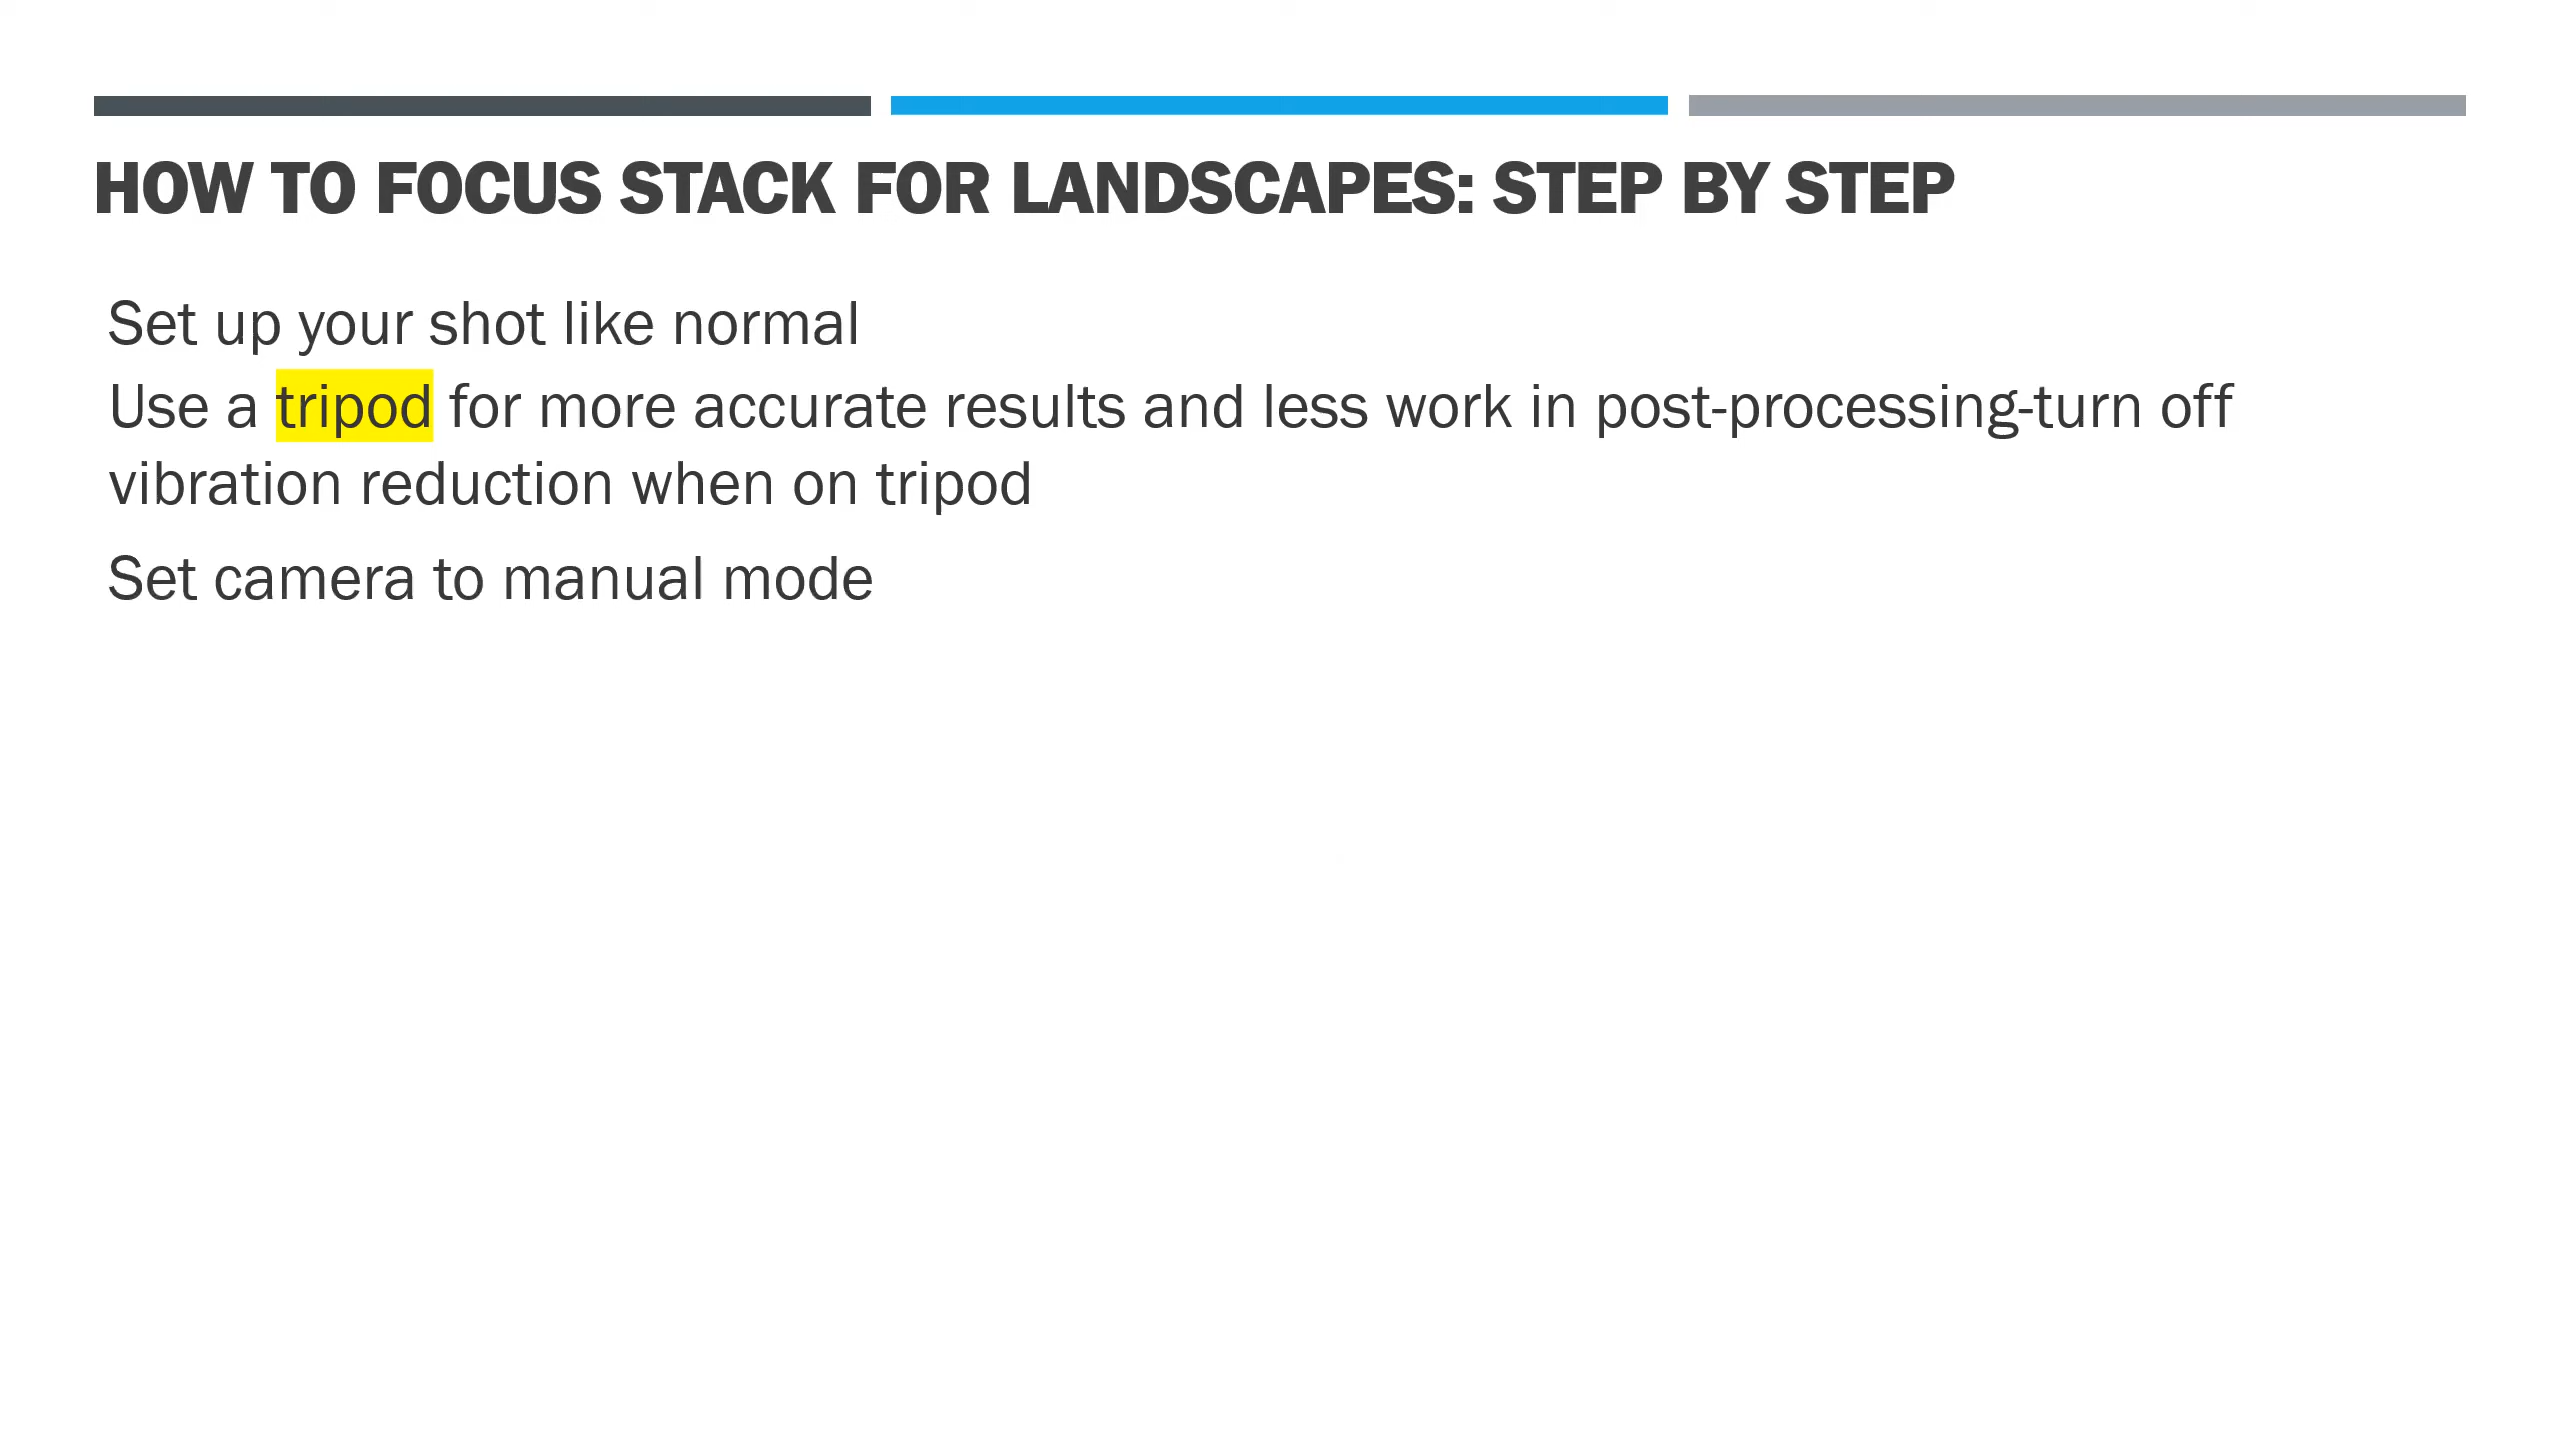 HOW TO FOCUS STACK FOR LANDSCAPES: STEP BY STEP
Set up your shot like normal
Use a tripod for more accurate results and less work in post-processing-turn off
vibration reduction when on tripod
Set camera to manual mode